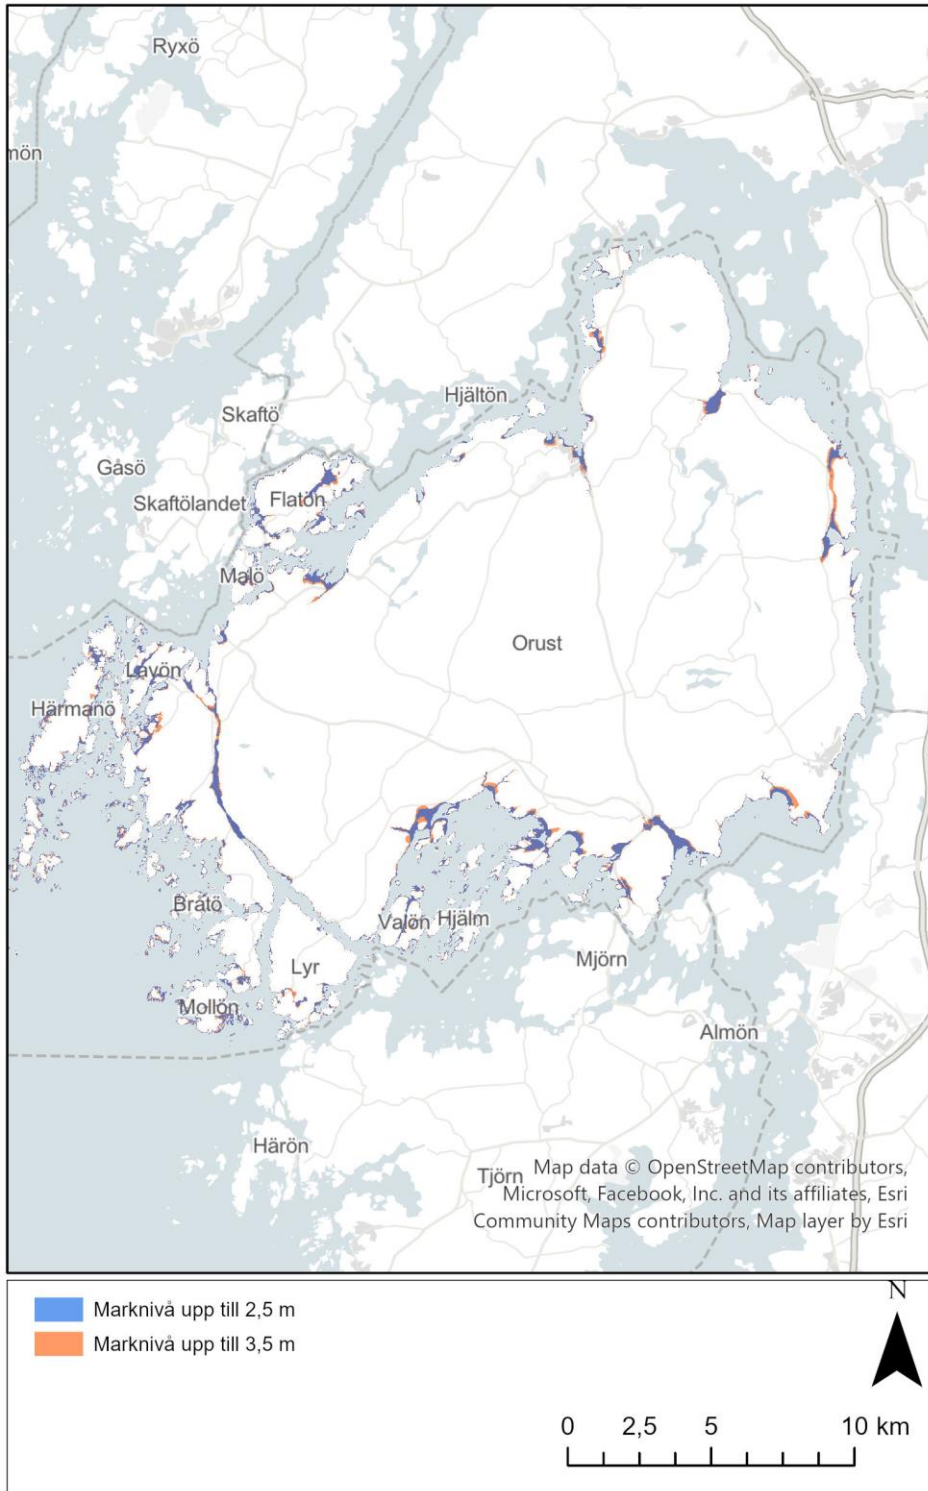 Ryxö
mön
Hjältön
Skaftö
Gåsö
Skaftölandet
Flatön
Malö
Orust
Lavön
Härmanö
Bratö
Valön
Hjälm
Lyr
Mjörn
Mollön
Almön
Härön
Tjörn
Map data © OpenStreetMap contributors,
Microsoft, Facebook, Inc. and its affiliates, Esri
Community Maps contributors, Map layer by Esri
Marknivå upp till 2,5 m
Marknivå upp till 3,5 m
N
0 2,5 5 10 km